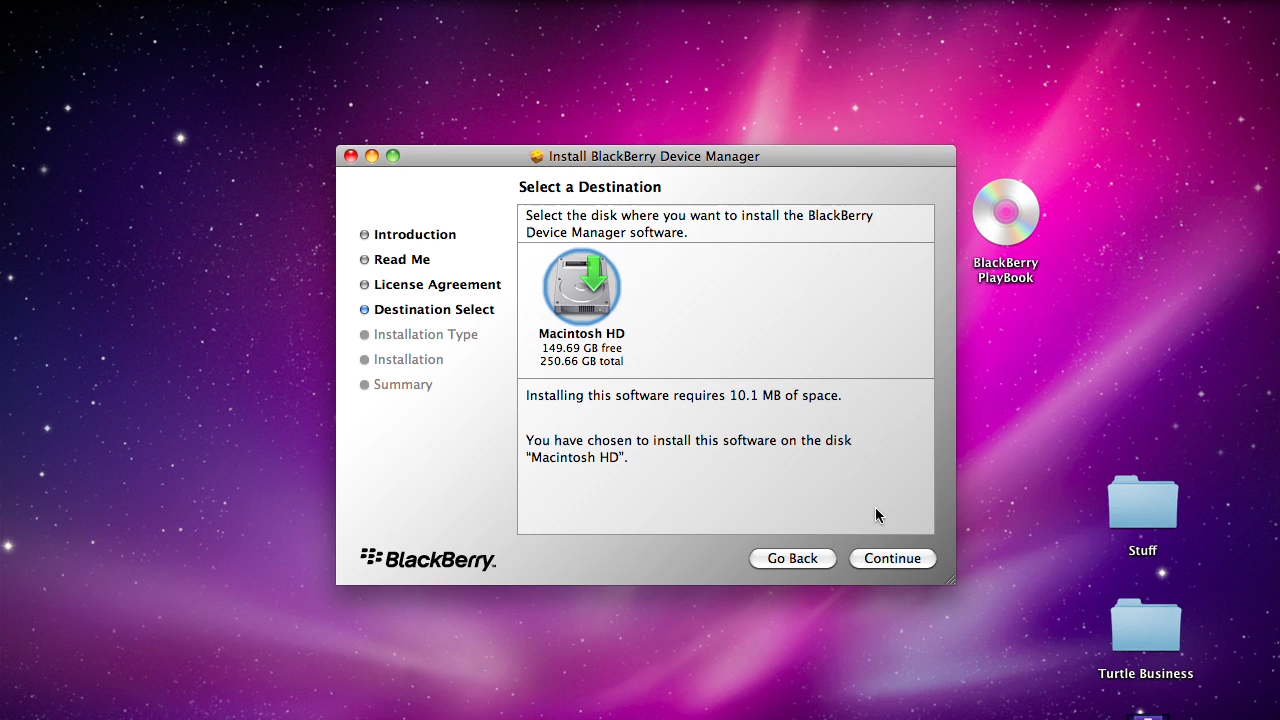 Install BlackBerry Device Manager
Select a Destination
Introduction
Read Me
License Agreement
Destination Select
Installation Type
Installation
Summary
Select the disk where you want to install the BlackBerry
Device Manager software.
Macintosh HD
149.69 GB free
250.66 GB total
Installing this software requires 10.1 MB of space.
You have chosen to install this software on the disk
“Macintosh HD”.
BlackBerry
Go Back
Continue
BlackBerry
PlayBook
Stuff
Turtle Business